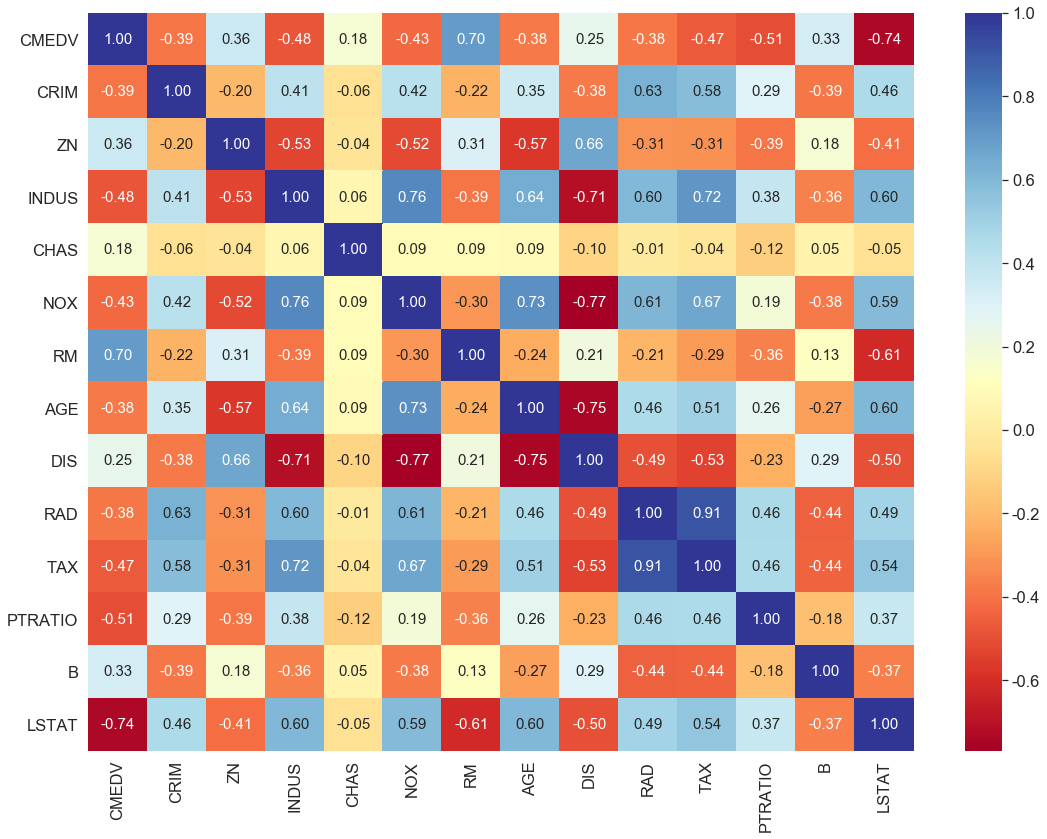 CMEDV 1.00 -0.39 0.36 -0.48 0.18 -0.43 0.70 -0.38 0.25 -0.38 -0.47 -0.51 0.33 -0.74
CRIM -0.39 1.00 -0.20 0.41 -0.06 0.42 -0.22 0.35 -0.38 0.63 0.58 0.29 -0.39 0.46
ZN 0.36 -0.20 1.00 -0.53 -0.04 -0.52 0.31 -0.57 0.66 -0.31 -0.31 -0.39 0.18 -0.41
INDUS -0.48 0.41 -0.53 1.00 0.06 0.76 -0.39 0.64 -0.71 0.60 0.72 0.38 -0.36 0.60
CHAS 0.18 -0.06 -0.04 0.06 1.00 0.09 0.09 0.09 -0.10 -0.01 -0.04 -0.12 0.05 -0.05
NOX -0.43 0.42 -0.52 0.76 0.09 1.00 -0.30 0.73 -0.77 0.61 0.67 0.19 -0.38 0.59
RM 0.70 -0.22 0.31 -0.39 0.09 -0.30 1.00 -0.24 0.21 -0.21 -0.29 -0.36 0.13 -0.61
AGE -0.38 0.35 -0.57 0.64 0.09 0.73 -0.24 1.00 -0.75 0.46 0.51 0.26 -0.27 0.60
DIS 0.25 -0.38 0.66 -0.71 -0.10 -0.77 0.21 -0.75 1.00 -0.49 -0.53 -0.23 0.29 -0.50
RAD -0.38 0.63 -0.31 0.60 -0.01 0.61 -0.21 0.46 -0.49 1.00 0.91 0.46 -0.44 0.49
TAX -0.47 0.58 -0.31 0.72 -0.04 0.67 -0.29 0.51 -0.53 0.91 1.00 0.46 -0.44 0.54
PTRATIO -0.51 0.29 -0.39 0.38 -0.12 0.19 -0.36 0.26 -0.23 0.46 0.46 1.00 -0.18 0.37
B 0.33 -0.39 0.18 -0.36 0.05 -0.38 0.13 -0.27 0.29 -0.44 -0.44 -0.18 1.00 -0.37
LSTAT -0.74 0.46 -0.41 0.60 -0.05 0.59 -0.61 0.60 -0.50 0.49 0.54 0.37 -0.37 1.00
CMEDV CRIM ZN INDUS CHAS NOX RM AGE DIS RAD TAX PTRATIO B LSTAT
1.0
0.8
0.6
0.4
0.2
0.0
-0.2
-0.4
-0.6